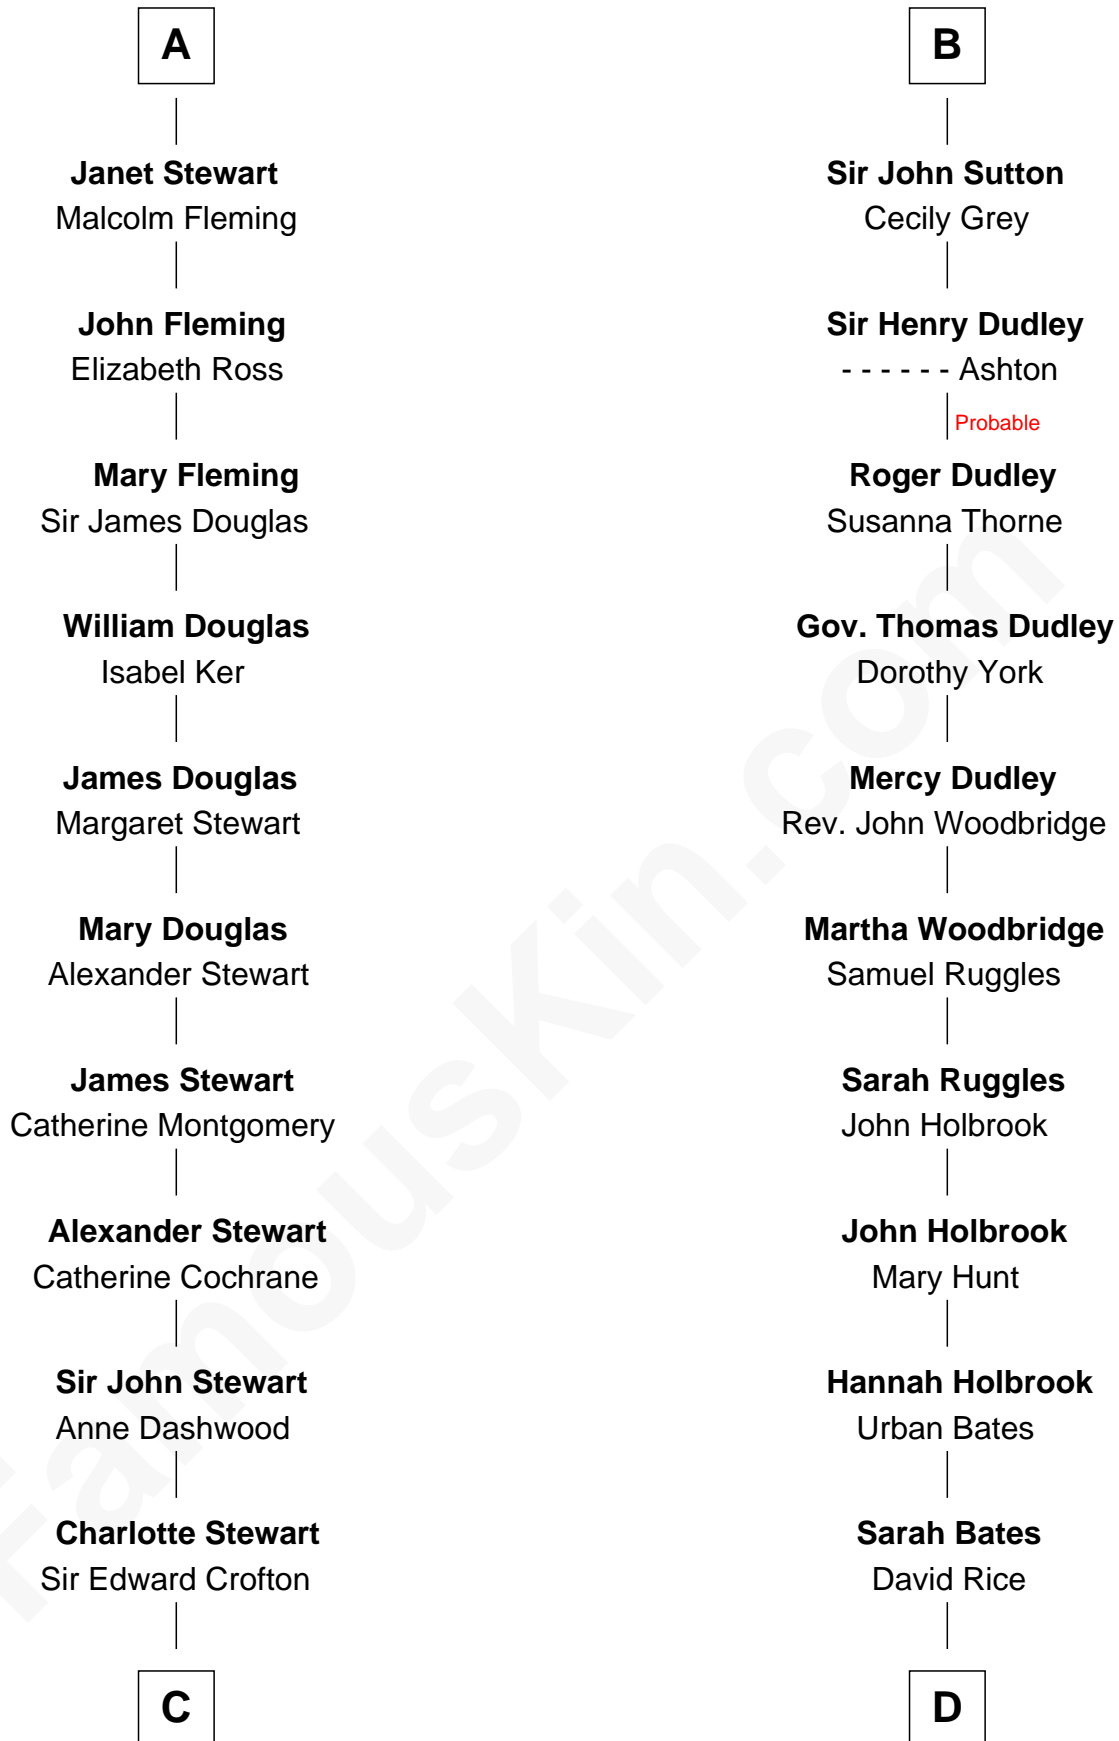 A
Janet Stewart
Malcolm Fleming
John Fleming
Elizabeth Ross
Mary Fleming
Sir James Douglas
William Douglas
Isabel Ker
James Douglas
Margaret Stewart
Mary Douglas
Alexander Stewart
James Stewart
Catherine Montgomery
Alexander Stewart
Catherine Cochrane
Sir John Stewart
Anne Dashwood
Charlotte Stewart
Sir Edward Crofton
C
B
Sir John Sutton
Cecily Grey
Sir Henry Dudley
- - - - - - Ashton
Probable
Roger Dudley
Susanna Thorne
Gov. Thomas Dudley
Dorothy York
Mercy Dudley
Rev. John Woodbridge
Martha Woodbridge
Samuel Ruggles
Sarah Ruggles
John Holbrook
John Holbrook
Mary Hunt
Hannah Holbrook
Urban Bates
Sarah Bates
David Rice
D
FamousKin.com